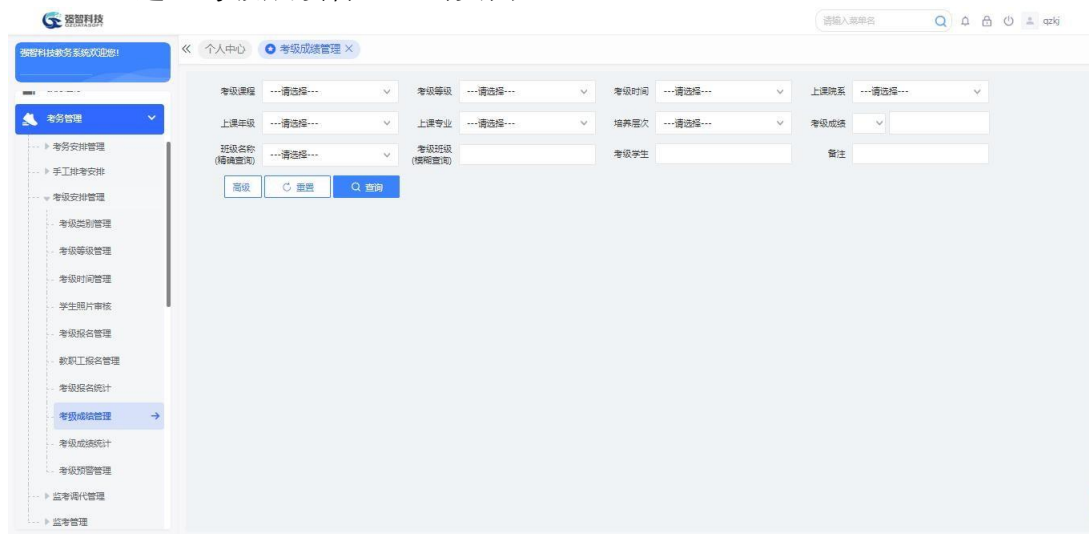 强智科技
请输入菜单名
qzkj
强智科技教务系统欢迎您!
个人中心
考级成绩管理
考级课程 ---请选择---
考级等级 ---请选择---
考级时间 ---请选择---
上课院系 ---请选择---
考务管理
上课年级 ---请选择---
上课专业 ---请选择---
培养层次 ---请选择---
考级成绩
班级名称
(精确查询)
---请选择---
考级班级
(模糊查询)
考级学生
备注
高级
重置
查询
考务安排管理
手工排考安排
考级安排管理
考级类别管理
考级等级管理
考级时间管理
学生照片审核
考级报名管理
教职工报名管理
考级报名统计
考级成绩管理
考级成绩统计
考级预警管理
监考调代管理
监考管理